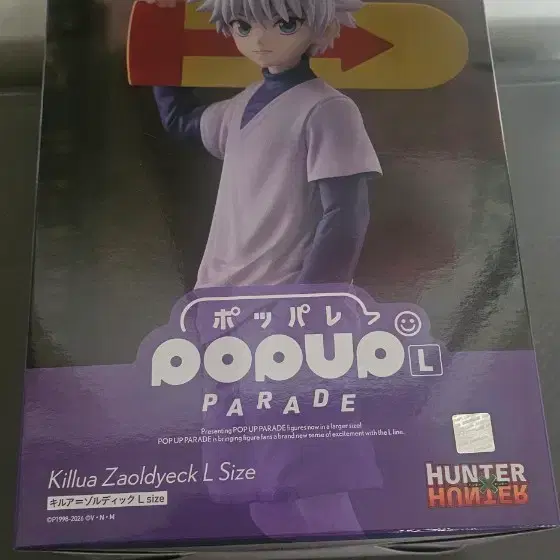 ポッパレ
POPUP L
PARADE
Presenting POP UP PARADE figures now in a larger size!
POP UP PARADE is bringing figure fans a brand new sense of excitement with the L line.
Killua Zaoldyeck L Size
キルア＝ゾルディック L size
©P1998-2026 ©V・N・M
HUNTER
×
HUNTER